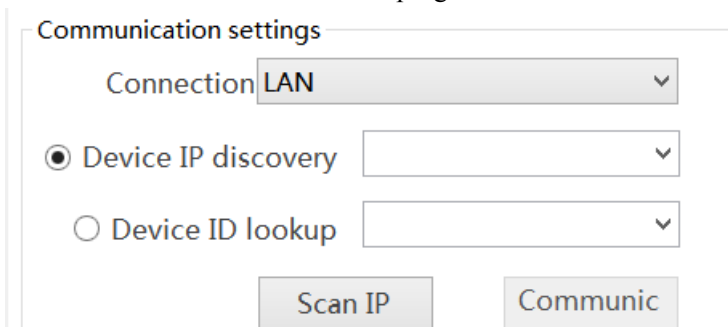 Communication settings
Connection LAN
Device IP discovery
Device ID lookup
Scan IP Communic